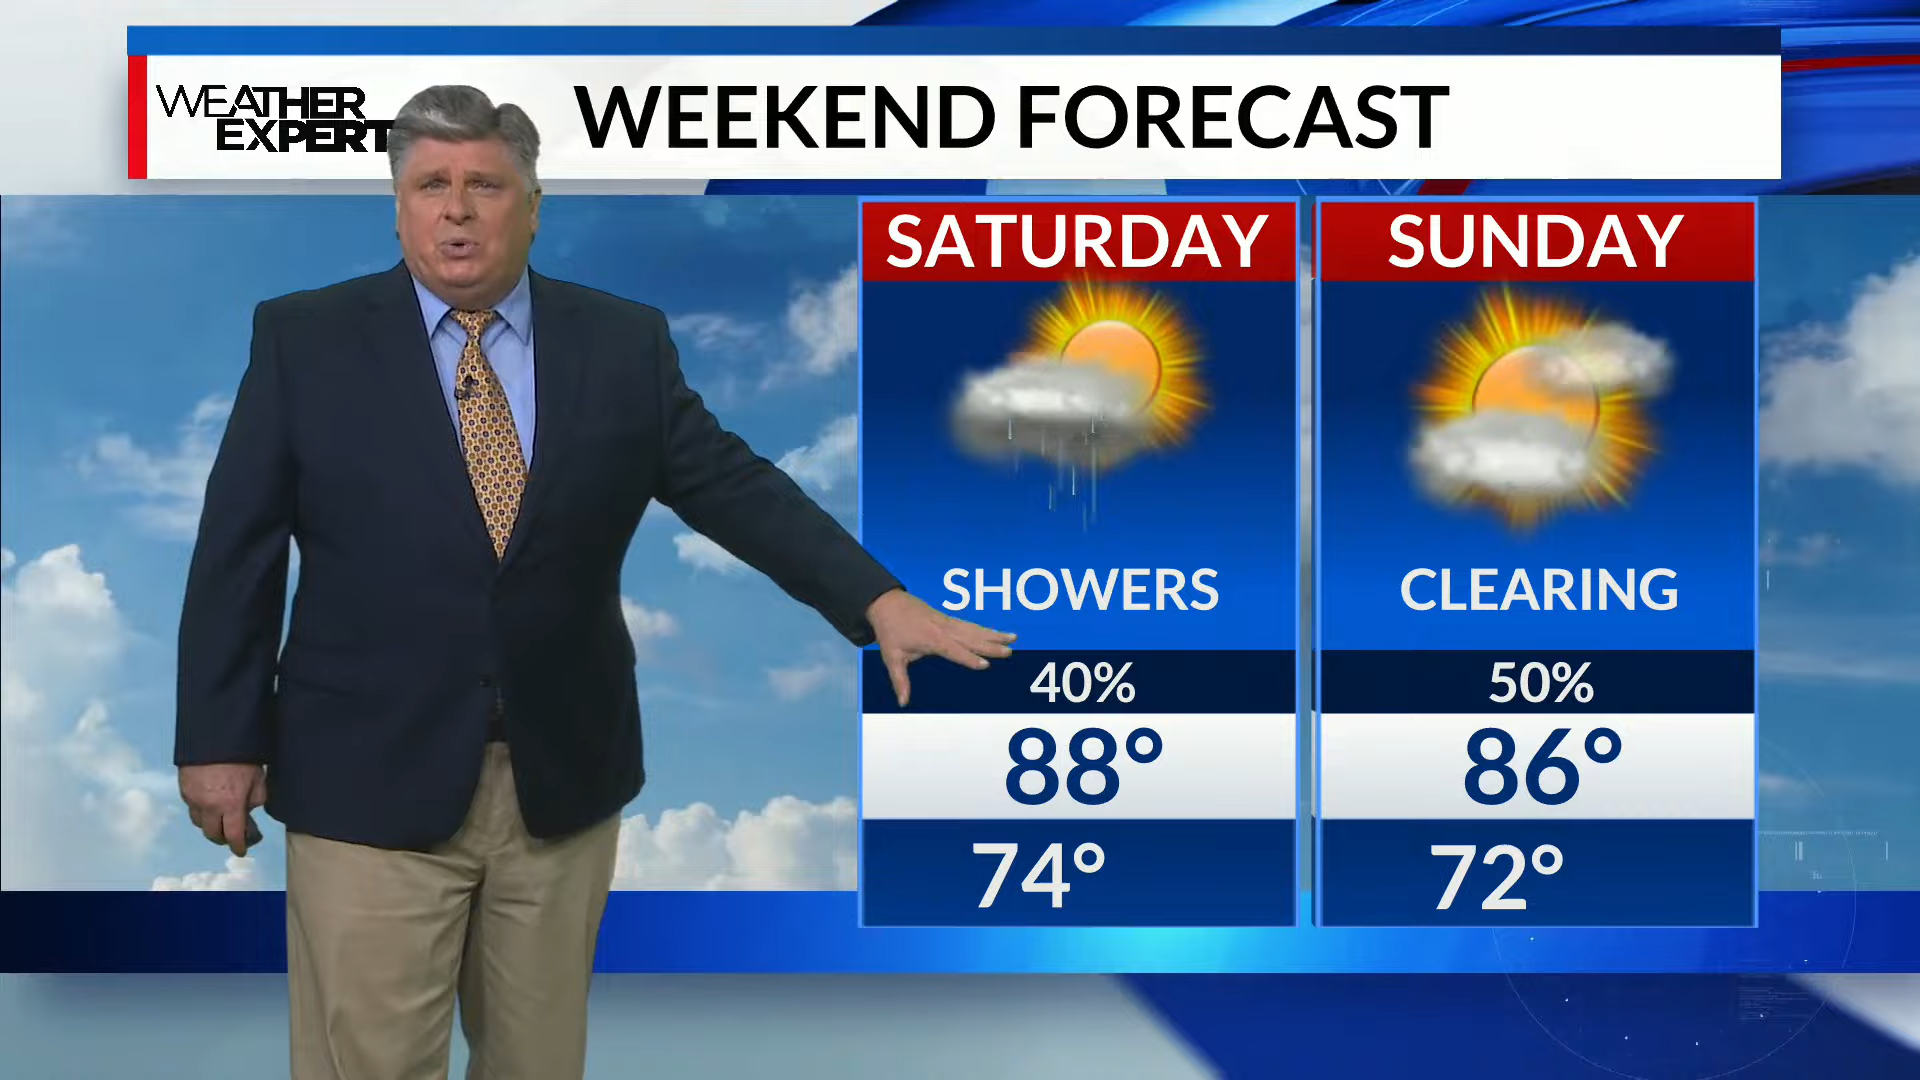 WEATHER
EXPERT
WEEKEND FORECAST
SATURDAY
SHOWERS
40%
88°
74°
SUNDAY
CLEARING
50%
86°
72°